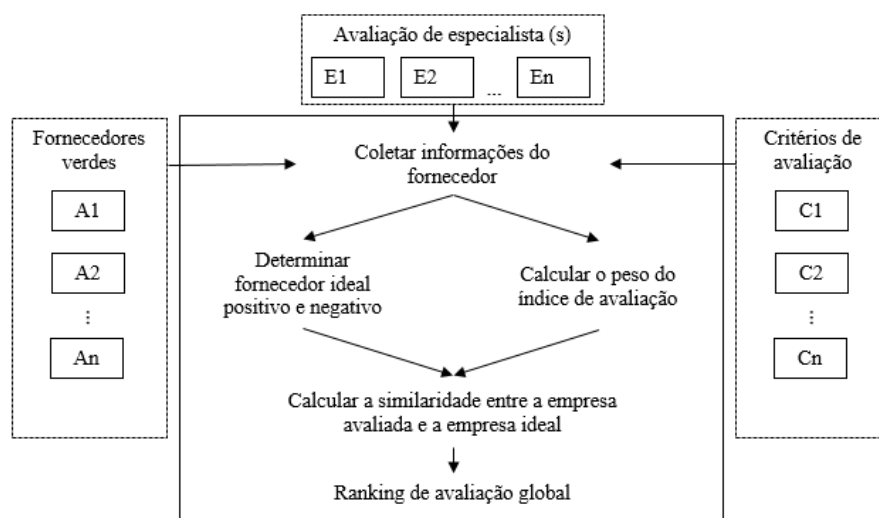 Avaliação de especialista (s)
E1
E2
...
En
Fornecedores
verdes
A1
A2
...
An
Critérios de
avaliação
C1
C2
...
Cn
Coletar informações do
fornecedor
Determinar
fornecedor ideal
positivo e negativo
Calcular o peso do
índice de avaliação
Calcular a similaridade entre a empresa
avaliada e a empresa ideal
Ranking de avaliação global